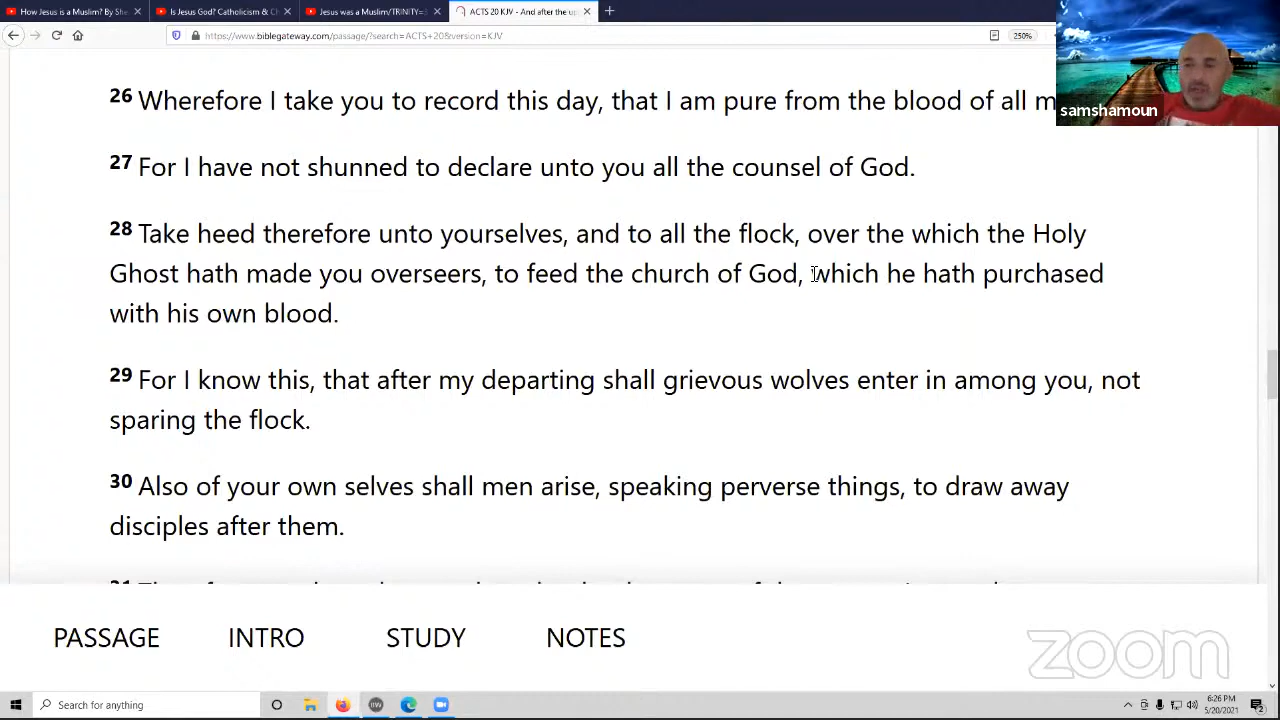 How Jesus is a Muslim? By She
Is Jesus God? Catholicism & C
Jesus was a Muslim/TRINITY=
ACTS 20 KJV - And after the up
https://www.biblegateway.com/passage/?search=ACTS+20&version=KJV
250%
samshamoun
26 Wherefore I take you to record this day, that I am pure from the blood of all m
27 For I have not shunned to declare unto you all the counsel of God.
28 Take heed therefore unto yourselves, and to all the flock, over the which the Holy
Ghost hath made you overseers, to feed the church of God, which he hath purchased
with his own blood.
29 For I know this, that after my departing shall grievous wolves enter in among you, not
sparing the flock.
30 Also of your own selves shall men arise, speaking perverse things, to draw away
disciples after them.
PASSAGE INTRO STUDY NOTES
zoom
Search for anything
6:26 PM
5/20/2021